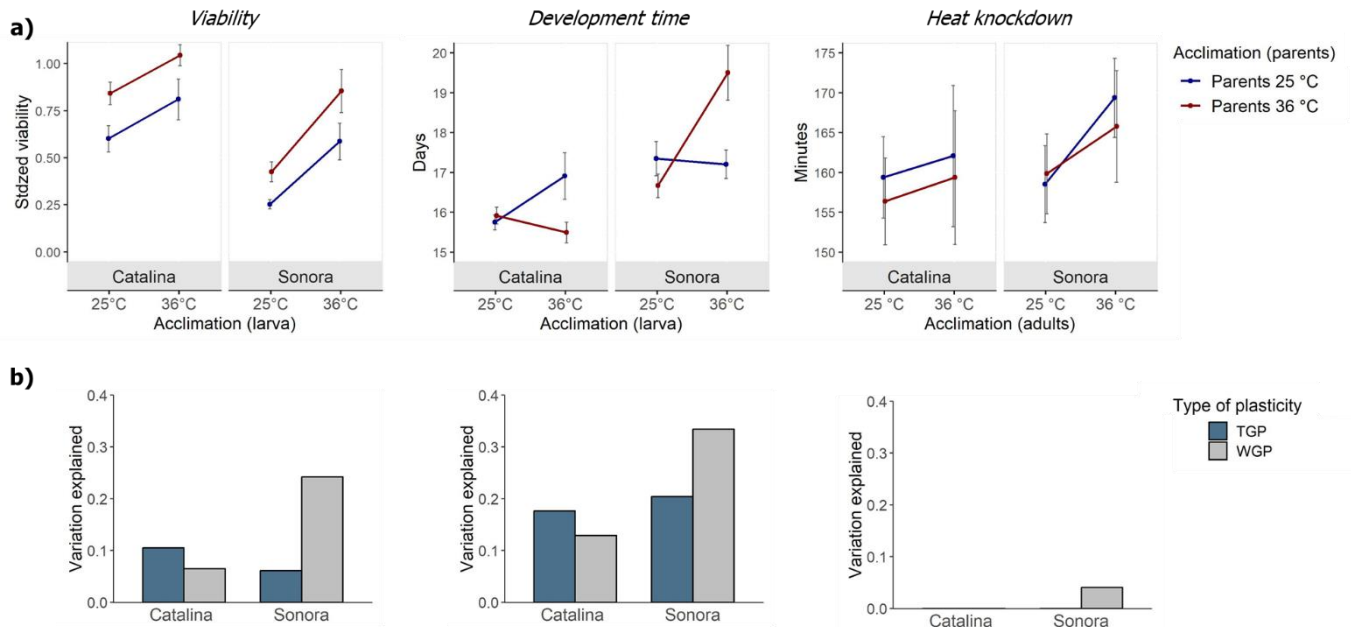 a)
Viability
Stdzed viability
1.00
0.75
0.50
0.25
0.00
Catalina
Sonora
25°C
36°C
25°C
36°C
Acclimation (larva)
Development time
Days
20
19
18
17
16
15
Catalina
Sonora
25°C
36°C
25°C
36°C
Acclimation (larva)
Heat knockdown
Minutes
175
170
165
160
155
150
Catalina
Sonora
25°C
36°C
25°C
36 °C
Acclimation (adults)
Acclimation (parents)
Parents 25 °C
Parents 36 °C
b)
Variation explained
0.4
0.3
0.2
0.1
0.0
Catalina
Sonora
Variation explained
0.4
0.3
0.2
0.1
0.0
Catalina
Sonora
Variation explained
0.4
0.3
0.2
0.1
0.0
Catalina
Sonora
Type of plasticity
TGP
WGP